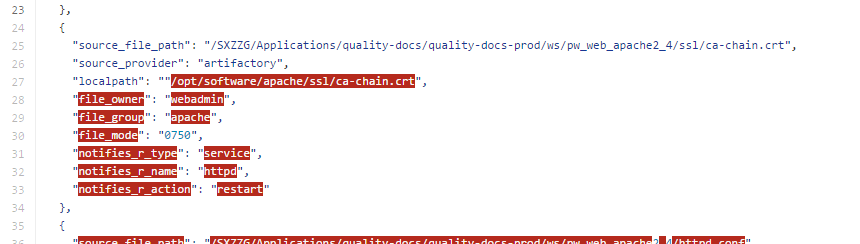 23 },
24 {
25 "source_file_path": "/SXZZG/Applications/quality-docs/quality-docs-prod/ws/pw_web_apache2_4/ssl/ca-chain.crt",
26 "source_provider": "artifactory",
27 "localpath": ""/opt/software/apache/ssl/ca-chain.crt",
28 "file_owner": "webadmin",
29 "file_group": "apache",
30 "file_mode": "0750",
31 "notifies_r_type": "service",
32 "notifies_r_name": "httpd",
33 "notifies_r_action": "restart"
34 },
35 {
36 "source_file_path": "/SXZZG/Applications/quality-docs/quality-docs-prod/ws/pw_web_apache2_4/httpd.conf"